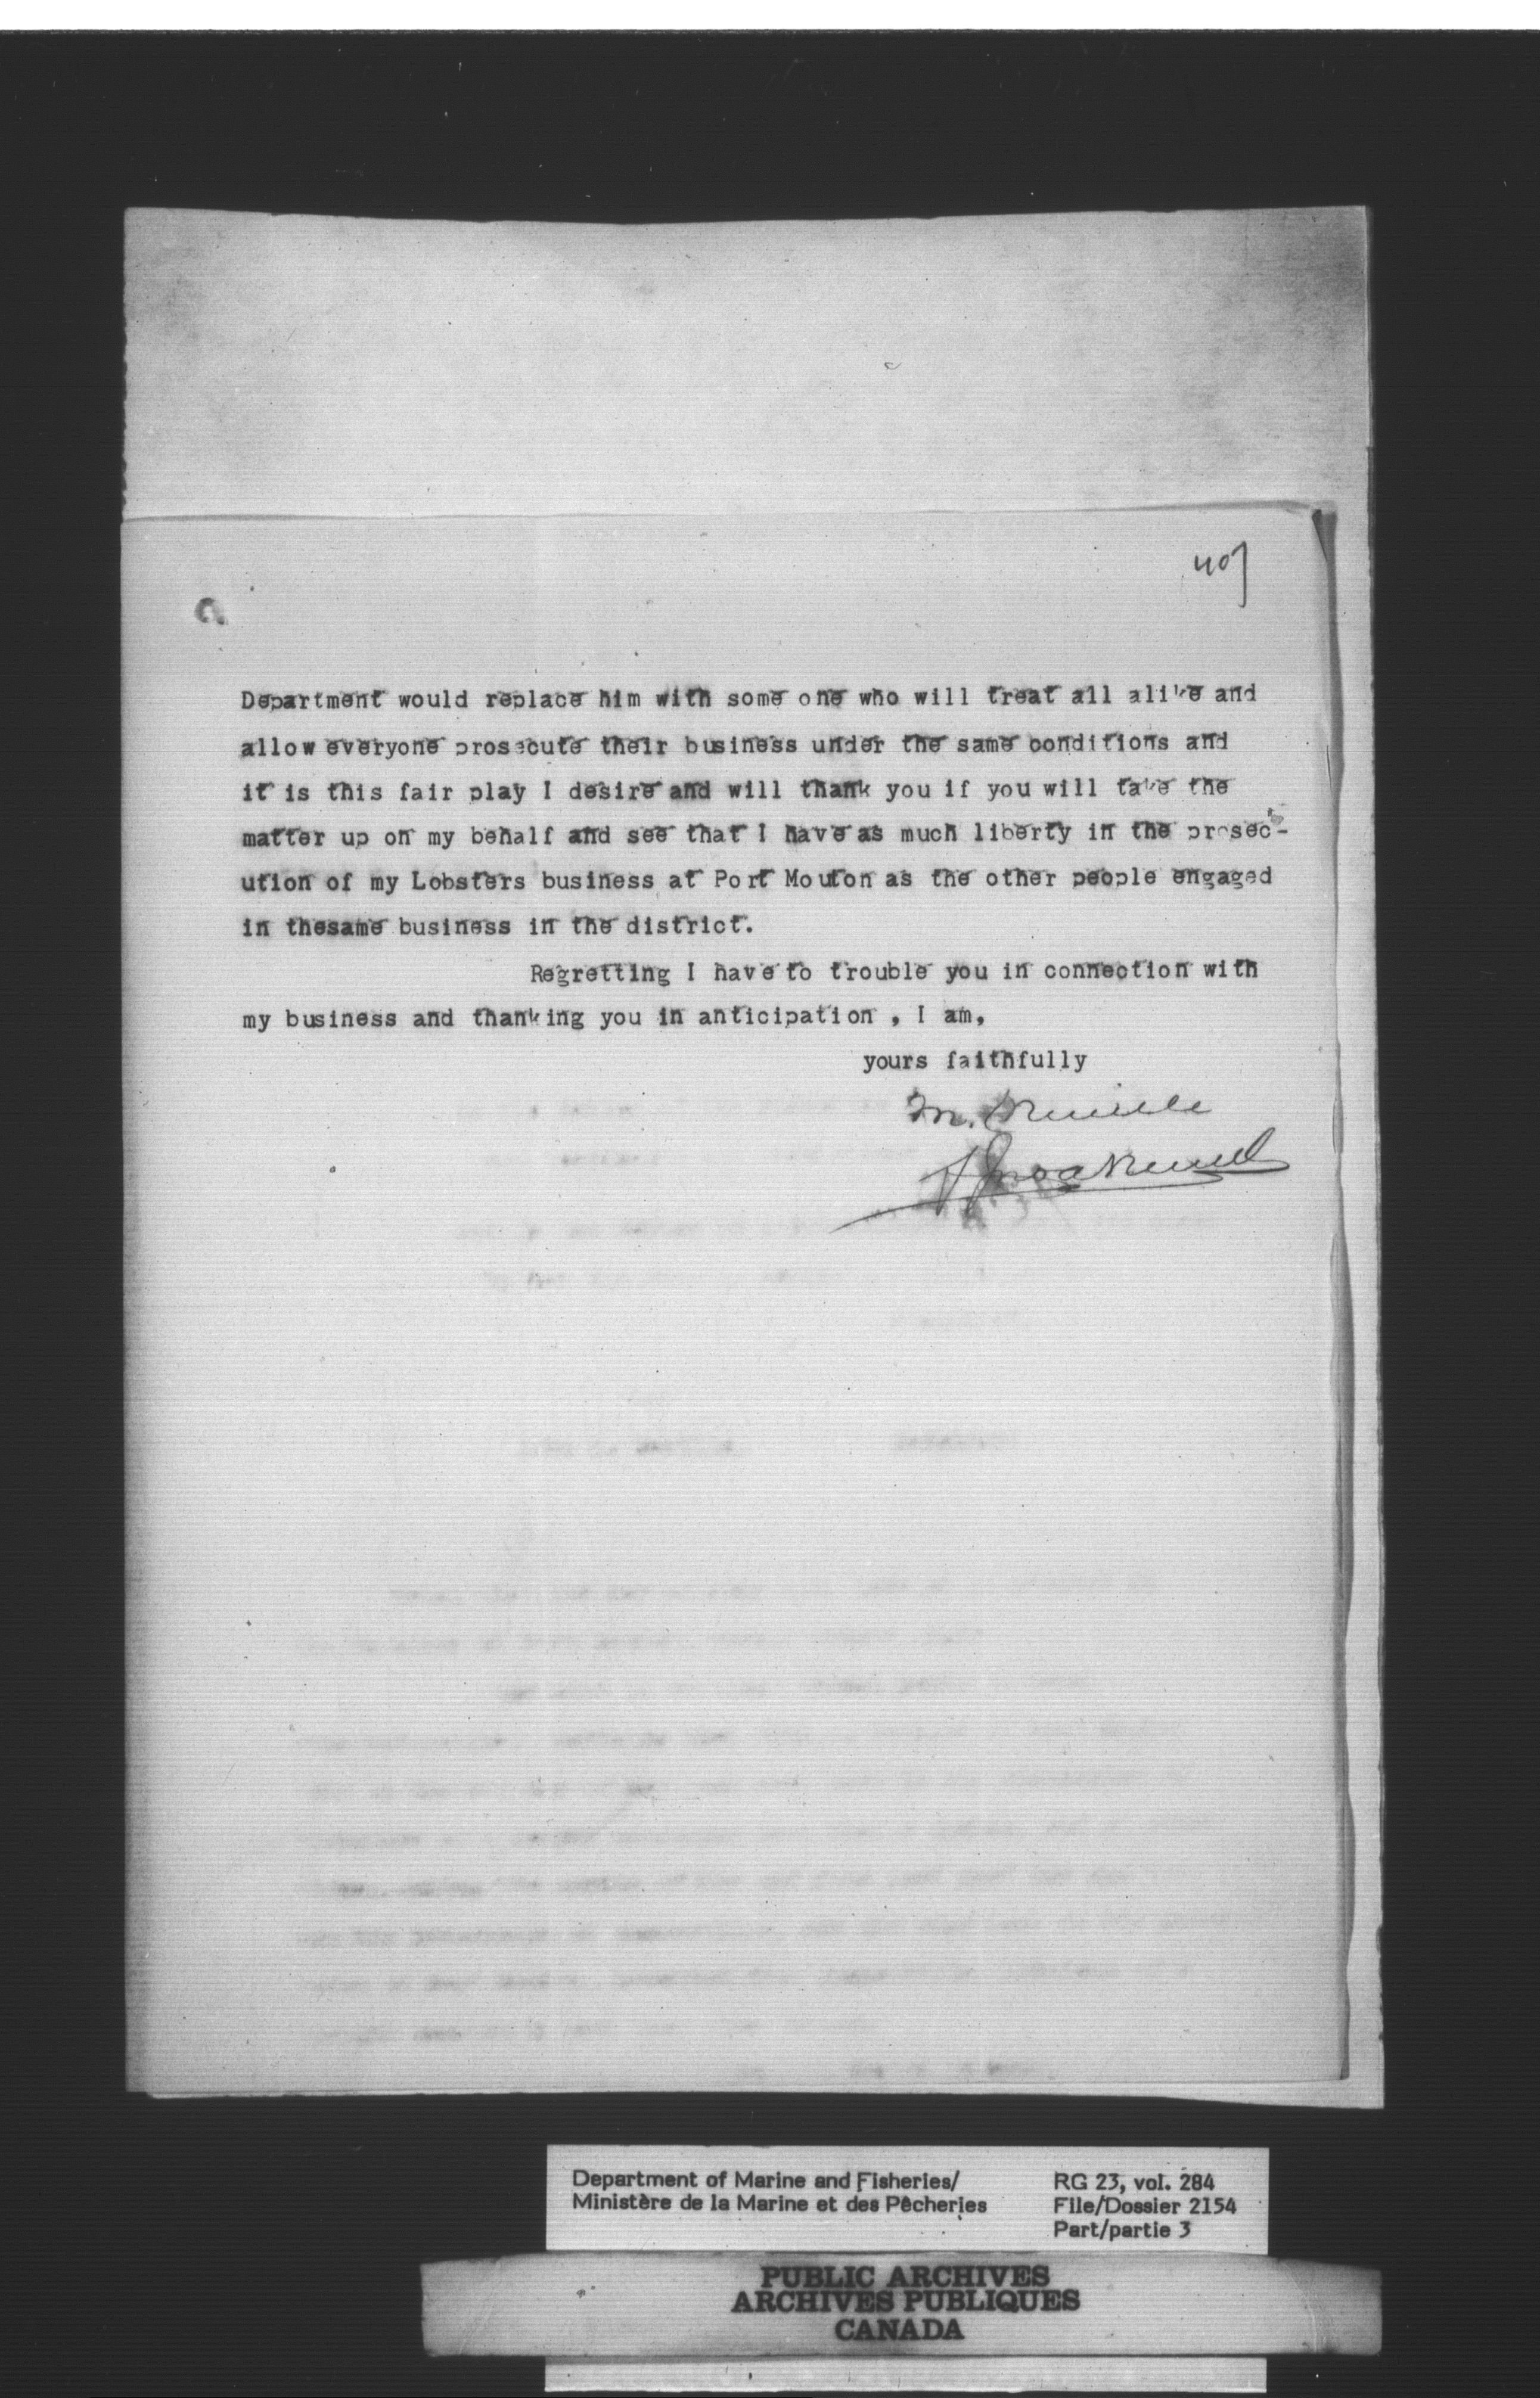 407
Department would replace him with some one who will treat all alike and
allow everyone prosecute their business under the same conditions and
it is this fair play I desire and will thank you if you will take the
matter up on my behalf and see that I have as much liberty in the prosec-
ution of my Lobsters business at Port Mouton as the other people engaged
in thesame business in the district.
Regretting I have to trouble you in connection with
my business and thanking you in anticipation , I am,
yours faithfully
M.
Department of Marine and Fisheries/
Ministère de la Marine et des Pêcheries
RG 23, vol. 284
File/Dossier 2154
Part/partie 3
PUBLIC ARCHIVES
ARCHIVES PUBLIQUES
CANADA